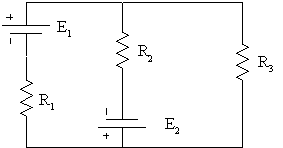 +
−
E1
R1
R2
−
+
E2
R3